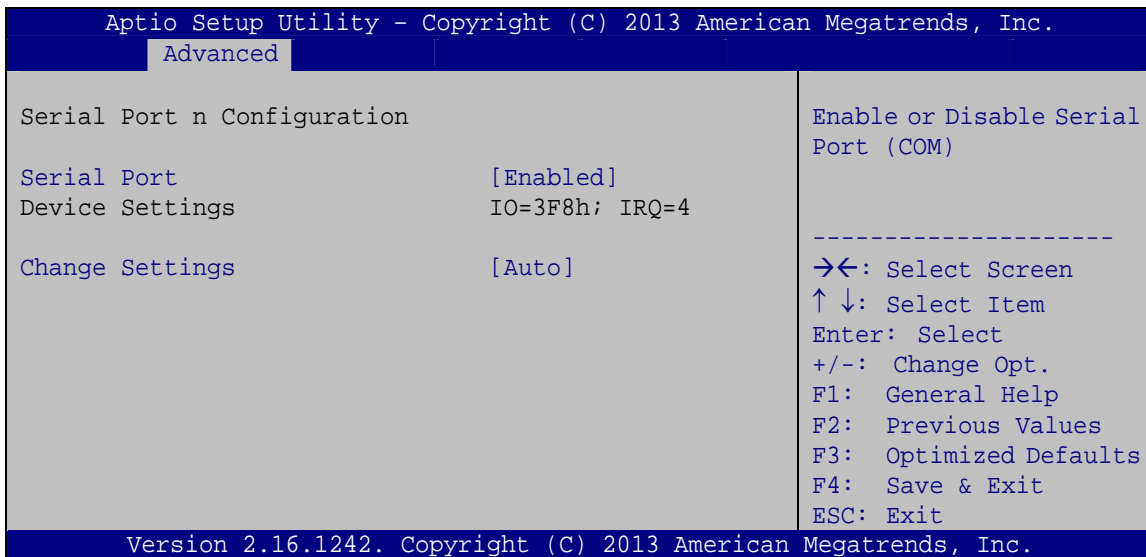 Aptio Setup Utility – Copyright (C) 2013 American Megatrends, Inc.
Advanced
Serial Port n Configuration
Serial Port [Enabled]
Device Settings IO=3F8h; IRQ=4
Change Settings [Auto]
Enable or Disable Serial
Port (COM)
---------------------
→←: Select Screen
↑ ↓: Select Item
Enter: Select
+/-: Change Opt.
F1: General Help
F2: Previous Values
F3: Optimized Defaults
F4: Save & Exit
ESC: Exit
Version 2.16.1242. Copyright (C) 2013 American Megatrends, Inc.